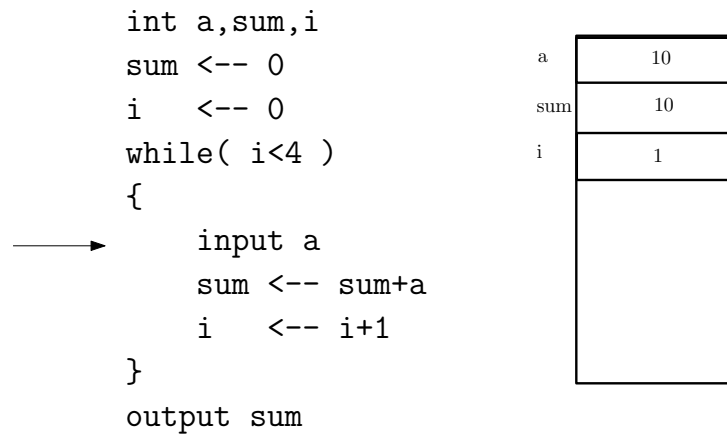 int a,sum,i
sum <-- 0
i <-- 0
while( i<4 )
{
input a
sum <-- sum+a
i <-- i+1
}
output sum
a 10
sum 10
i 1